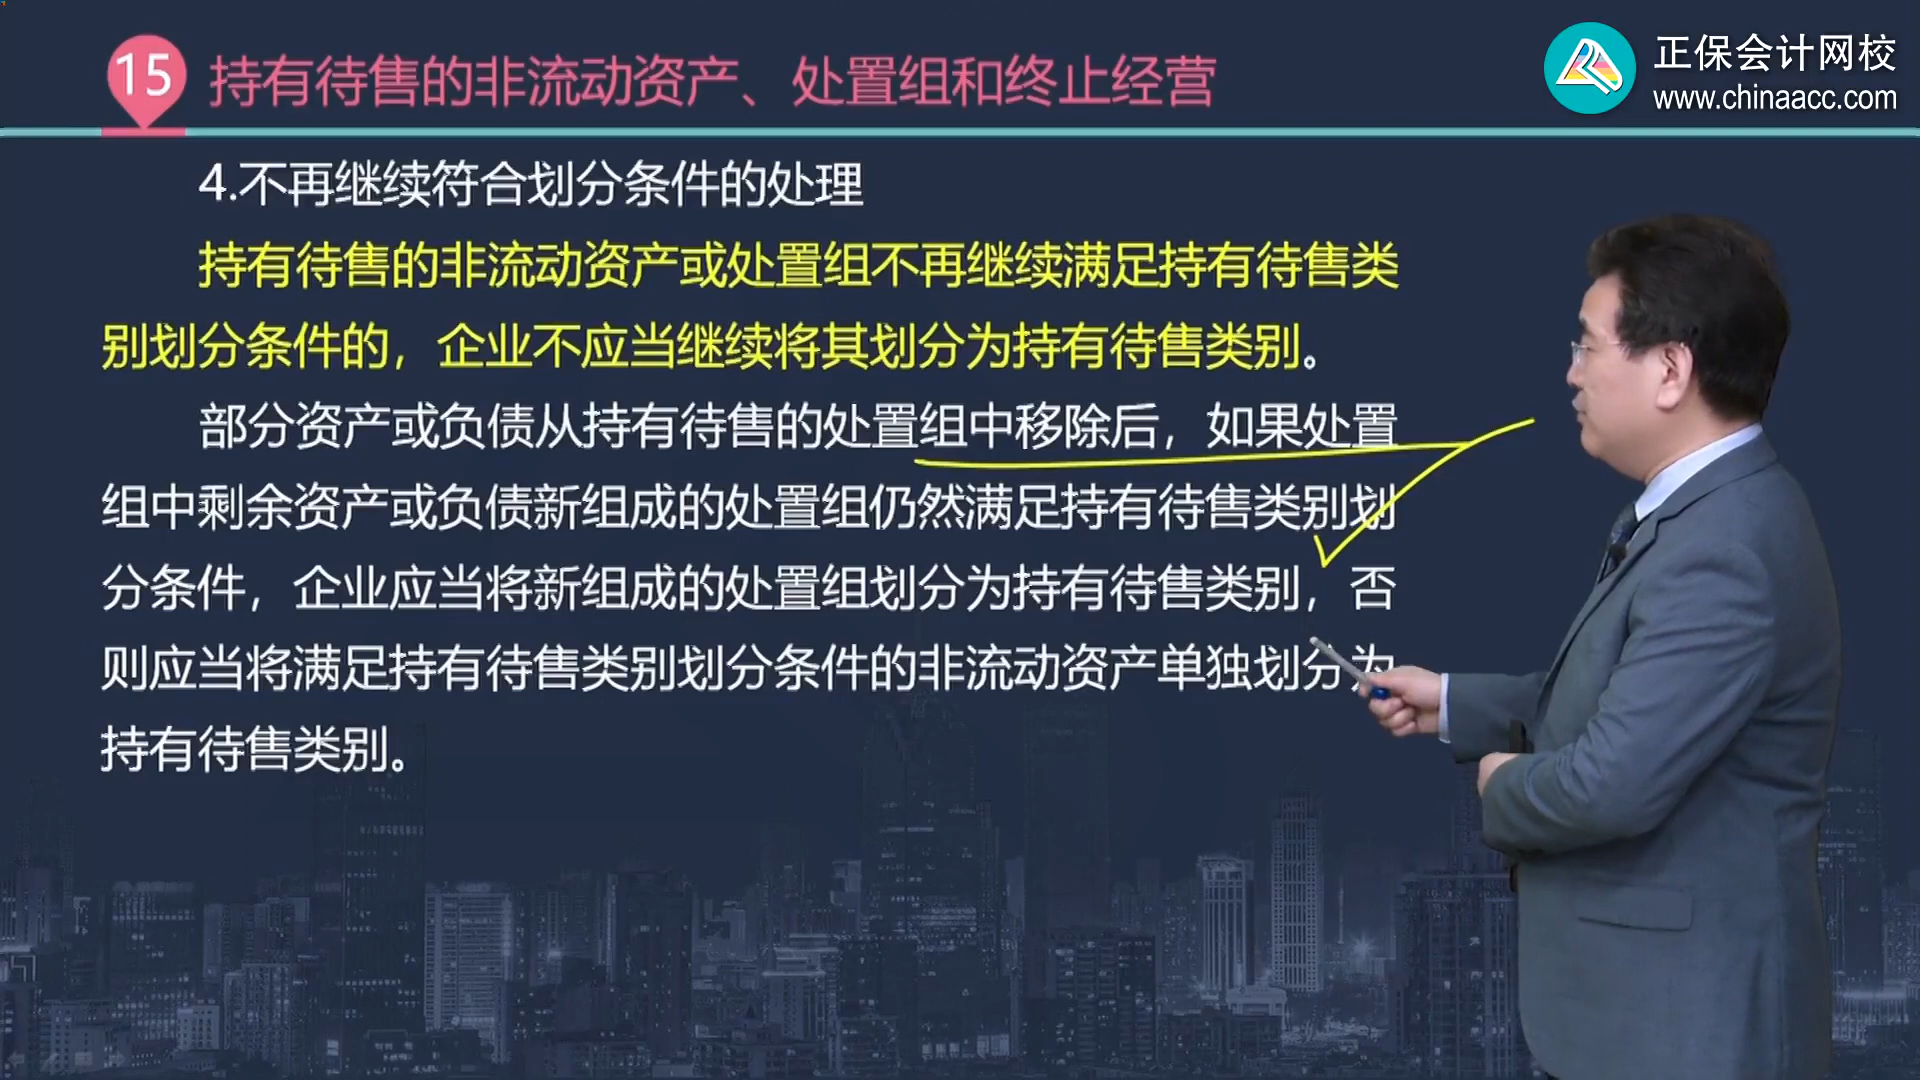 15 持有待售的非流动资产、处置组和终止经营
正保会计网校
www.chinaacc.com
4.不再继续符合划分条件的处理
持有待售的非流动资产或处置组不再继续满足持有待售类
别划分条件的，企业不应当继续将其划分为持有待售类别。
部分资产或负债从持有待售的处置组中移除后，如果处置
组中剩余资产或负债新组成的处置组仍然满足持有待售类别划
分条件，企业应当将新组成的处置组划分为持有待售类别，否
则应当将满足持有待售类别划分条件的非流动资产单独划分为
持有待售类别。